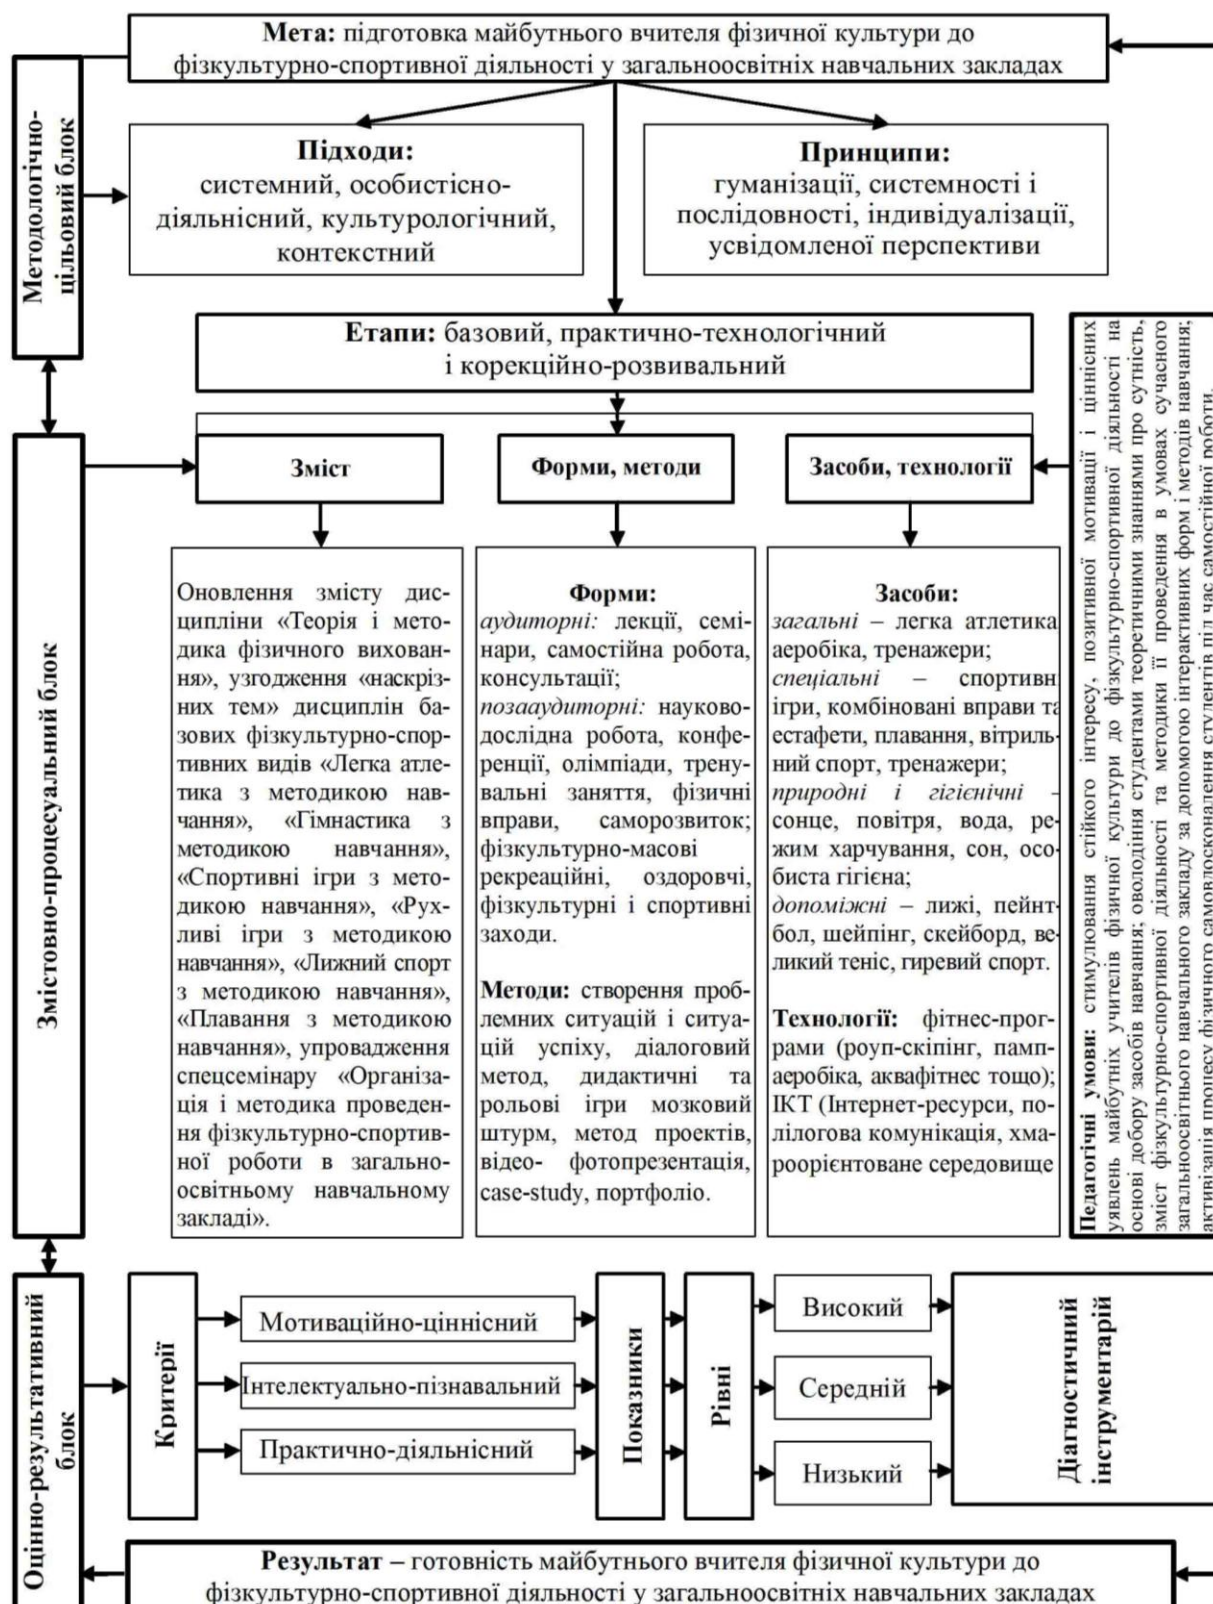 Мета: підготовка майбутнього вчителя фізичної культури до
фізкультурно-спортивної діяльності у загальноосвітніх навчальних закладах
Методологічно-
цільовий блок
Підходи:
системний, особистісно-
діяльнісний, культурологічний,
контекстний
Принципи:
гуманізації, системності і
послідовності, індивідуалізації,
усвідомленої перспективи
Етапи: базовий, практично-технологічний
і корекційно-розвивальний
Змістовно-процесуальний блок
Зміст
Форми, методи
Засоби, технології
Оновлення змісту дис-
ципліни «Теорія і мето-
дика фізичного вихован-
ня», узгодження «наскріз-
них тем» дисциплін ба-
зових фізкультурно-спор-
тивних видів «Легка атле-
тика з методикою нав-
чання», «Гімнастика з
методикою навчання»,
«Спортивні ігри з мето-
дикою навчання», «Рух-
ливі ігри з методикою
навчання», «Лижний спорт
з методикою навчання»,
«Плавання з методикою
навчання», упровадження
спецсемінару «Організа-
ція і методика проведен-
ня фізкультурно-спортив-
ної роботи в загально-
освітньому навчальному
закладі».
Форми:
аудиторні: лекції, семі-
нари, самостійна робота,
консультації;
позааудиторні: науково-
дослідна робота, конфе-
ренції, олімпіади, трену-
вальні заняття, фізичні
вправи, саморозвиток;
фізкультурно-масові
рекреаційні, оздоровчі,
фізкультурні і спортивні
заходи.
Методи: створення проб-
лемних ситуацій і ситуа-
цій успіху, діалоговий
метод, дидактичні та
рольові ігри мозковий
штурм, метод проектів,
відео- фотопрезентація,
case-study, портфоліо.
Засоби:
загальні – легка атлетика
аеробіка, тренажери;
спеціальні – спортивн
ігри, комбіновані вправи та
естафети, плавання, вітриль-
ний спорт, тренажери;
природні і гігієнічні -
сонце, повітря, вода, ре-
жим харчування, сон, осо-
биста гігієна;
допоміжні – лижі, пейнт-
бол, шейпінг, скейборд, ве-
ликий теніс, гиревий спорт.
Технології: фітнес-прог-
рами (роуп-скіпінг, памп-
аеробіка, аквафітнес тощо);
ІКТ (Інтернет-ресурси, по-
лілогова комунікація, хма-
роорієнтоване середовище
Педагогічні умови: стимулювання стійкого інтересу, позитивної мотивації і ціннісних
уявлень майбутніх учителів фізичної культури до фізкультурно-спортивної діяльності на
основі добору засобів навчання; оволодіння студентами теоретичними знаннями про сутність,
зміст фізкультурно-спортивної діяльності та методики її проведення в умовах сучасного
загальноосвітнього навчального закладу за допомогою інтерактивних форм і методів навчання;
активізація процесу фізичного самовдосконалення студентів під час самостійної роботи.
Оцінно-результативний
блок
Критерії
Мотиваційно-ціннісний
Інтелектуально-пізнавальний
Практично-діяльнісний
Показники
Рівні
Високий
Середній
Низький
Діагностичний
інструментарій
Результат – готовність майбутнього вчителя фізичної культури до
фізкультурно-спортивної діяльності у загальноосвітніх навчальних закладах